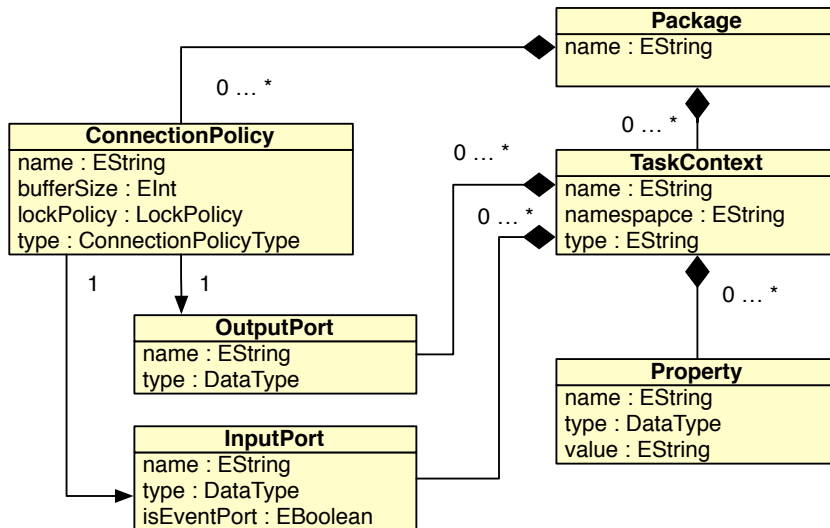 Package
name : EString
0 ... *
0 ... *
ConnectionPolicy
name : EString
bufferSize : EInt
lockPolicy : LockPolicy
type : ConnectionPolicyType
0 ... *
0 ... *
TaskContext
name : EString
namespapce : EString
type : EString
1
1
0 ... *
OutputPort
name : EString
type : DataType
Property
name : EString
type : DataType
value : EString
InputPort
name : EString
type : DataType
isEventPort : EBoolean